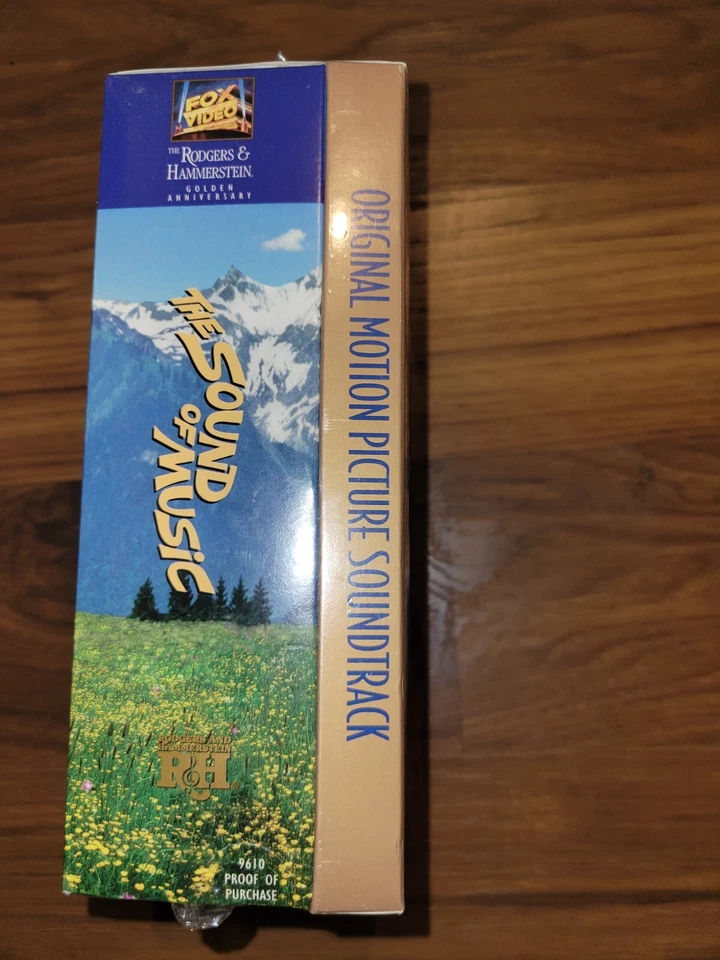 FOX
VIDEO
THE RODGERS &
HAMMERSTEIN
GOLDEN
ANNIVERSARY
THE
SOUND
OF
MUSiC
RODGERS AND
HAMMERSTEIN
R&H®
9610
PROOF OF
PURCHASE
ORIGINAL MOTION PICTURE SOUNDTRACK